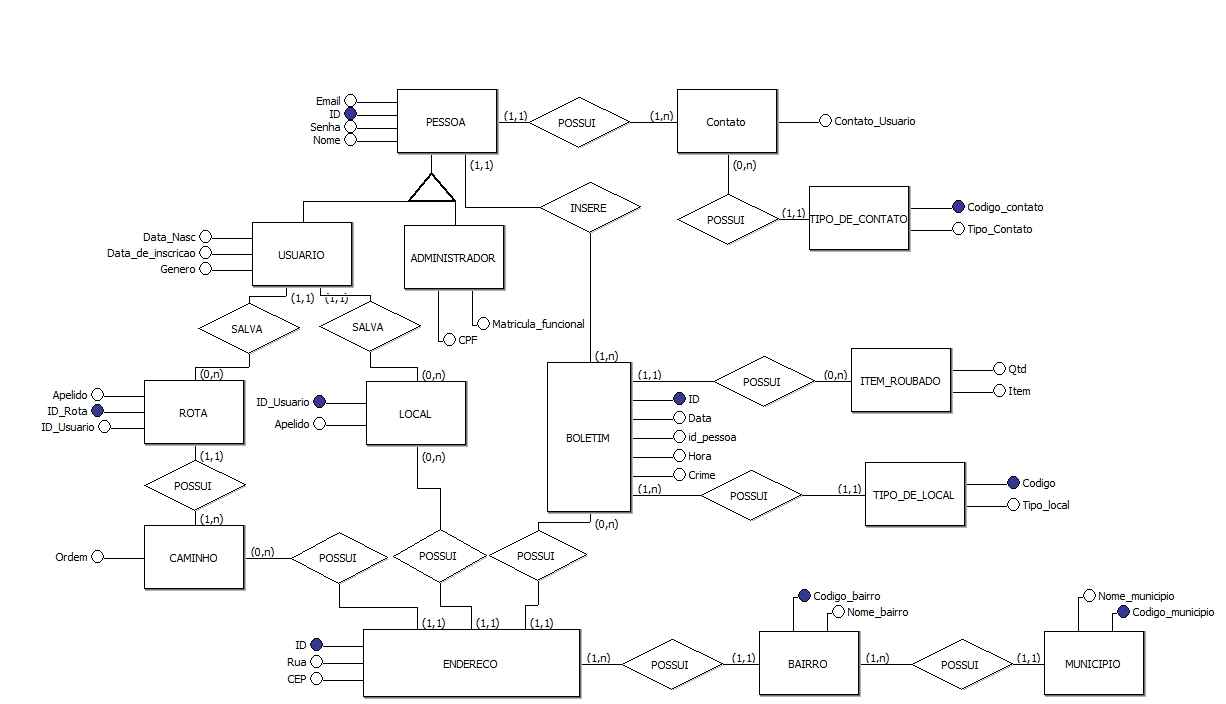 Email
ID
Senha
Nome
PESSOA
(1,1)
POSSUI
(1,n)
Contato
Contato_Usuario
(1,1)
(0,n)
INSERE
POSSUI
(1,1)
TIPO_DE_CONTATO
Codigo_contato
Tipo_Contato
Data_Nasc
Data_de_inscricao
Genero
USUARIO
ADMINISTRADOR
(1,1)
(1,1)
SALVA
SALVA
Matricula_funcional
CPF
(0,n)
(0,n)
(1,n)
Apelido
ID_Rota
ID_Usuario
ROTA
ID_Usuario
Apelido
LOCAL
BOLETIM
(1,1)
ID
Data
id_pessoa
Hora
Crime
(1,n)
POSSUI
(0,n)
ITEM_ROUBADO
Qtd
Item
POSSUI
(1,1)
TIPO_DE_LOCAL
Codigo
Tipo_local
(1,1)
(0,n)
POSSUI
(1,n)
(0,n)
Ordem
CAMINHO
(0,n)
POSSUI
POSSUI
POSSUI
(1,1)
(1,1)
(1,1)
ID
Rua
CEP
ENDERECO
(1,n)
POSSUI
(1,1)
Codigo_bairro
Nome_bairro
BAIRRO
(1,n)
POSSUI
(1,1)
Nome_municipio
Codigo_municipio
MUNICIPIO